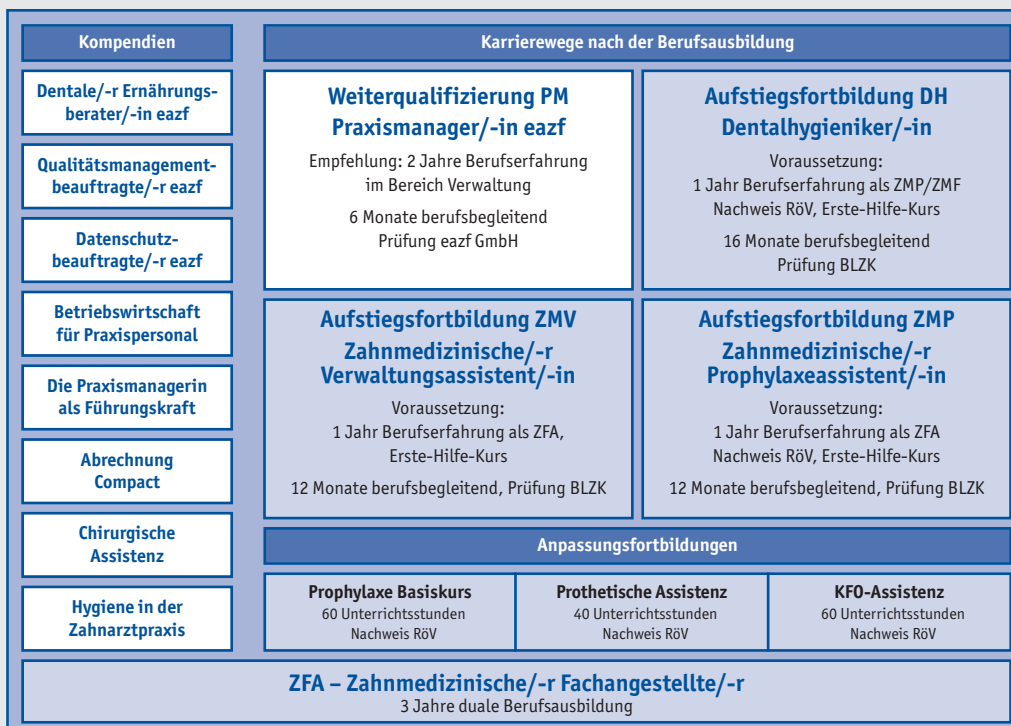 Kompendien
Dentale/-r Ernährungs-
berater/-in eazf
Qualitätsmanagement-
beauftragte/-r eazf
Datenschutz-
beauftragte/-r eazf
Betriebswirtschaft
für Praxispersonal
Die Praxismanagerin
als Führungskraft
Abrechnung
Compact
Chirurgische
Assistenz
Hygiene in der
Zahnarztpraxis
Karrierewege nach der Berufsausbildung
Weiterqualifizierung PM
Praxismanager/-in eazf
Empfehlung: 2 Jahre Berufserfahrung
im Bereich Verwaltung
6 Monate berufsbegleitend
Prüfung eazf GmbH
Aufstiegsfortbildung DH
Dentalhygieniker/-in
Voraussetzung:
1 Jahr Berufserfahrung als ZMP/ZMF
Nachweis RöV, Erste-Hilfe-Kurs
16 Monate berufsbegleitend
Prüfung BLZK
Aufstiegsfortbildung ZMV
Zahnmedizinische/-r
Verwaltungsassistent/-in
Voraussetzung:
1 Jahr Berufserfahrung als ZFA,
Erste-Hilfe-Kurs
12 Monate berufsbegleitend, Prüfung BLZK
Aufstiegsfortbildung ZMP
Zahnmedizinische/-r
Prophylaxeassistent/-in
Voraussetzung:
1 Jahr Berufserfahrung als ZFA
Nachweis RöV, Erste-Hilfe-Kurs
12 Monate berufsbegleitend, Prüfung BLZK
Anpassungsfortbildungen
Prophylaxe Basiskurs
60 Unterrichtsstunden
Nachweis RöV
Prothetische Assistenz
40 Unterrichtsstunden
Nachweis RöV
KFO-Assistenz
60 Unterrichtsstunden
Nachweis RöV
ZFA – Zahnmedizinische/-r Fachangestellte/-r
3 Jahre duale Berufsausbildung